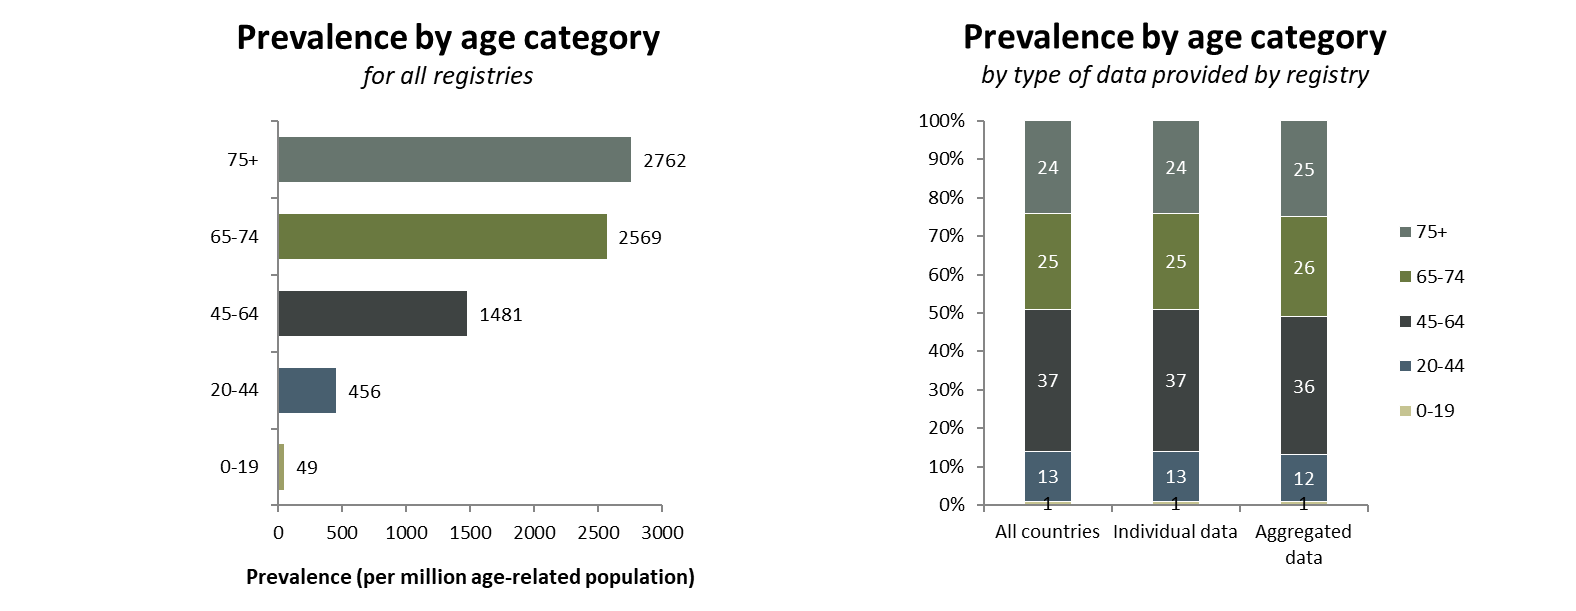 Prevalence by age category
for all registries
75+
2762
65-74
2569
45-64
1481
20-44
456
0-19
49
0 500 1000 1500 2000 2500 3000
Prevalence (per million age-related population)
Prevalence by age category
by type of data provided by registry
100%
90%
80%
70%
60%
50%
40%
30%
20%
10%
0%
24 24 25
25 25 26
37 37 36
13 13 12
1 1 1
All countries Individual data Aggregated
data
75+
65-74
45-64
20-44
0-19